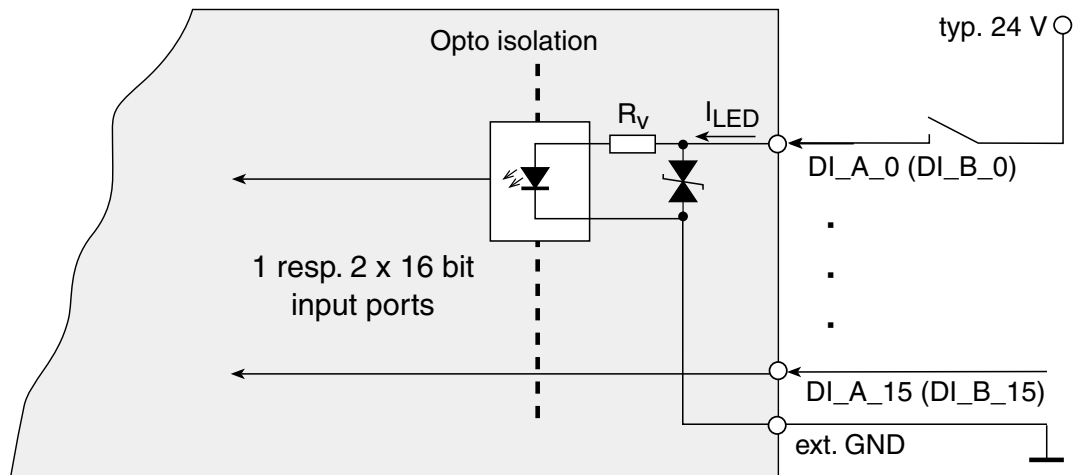 Opto isolation
typ. 24 V
Rv
ILED
DI_A_0 (DI_B_0)
1 resp. 2 x 16 bit
input ports
DI_A_15 (DI_B_15)
ext. GND